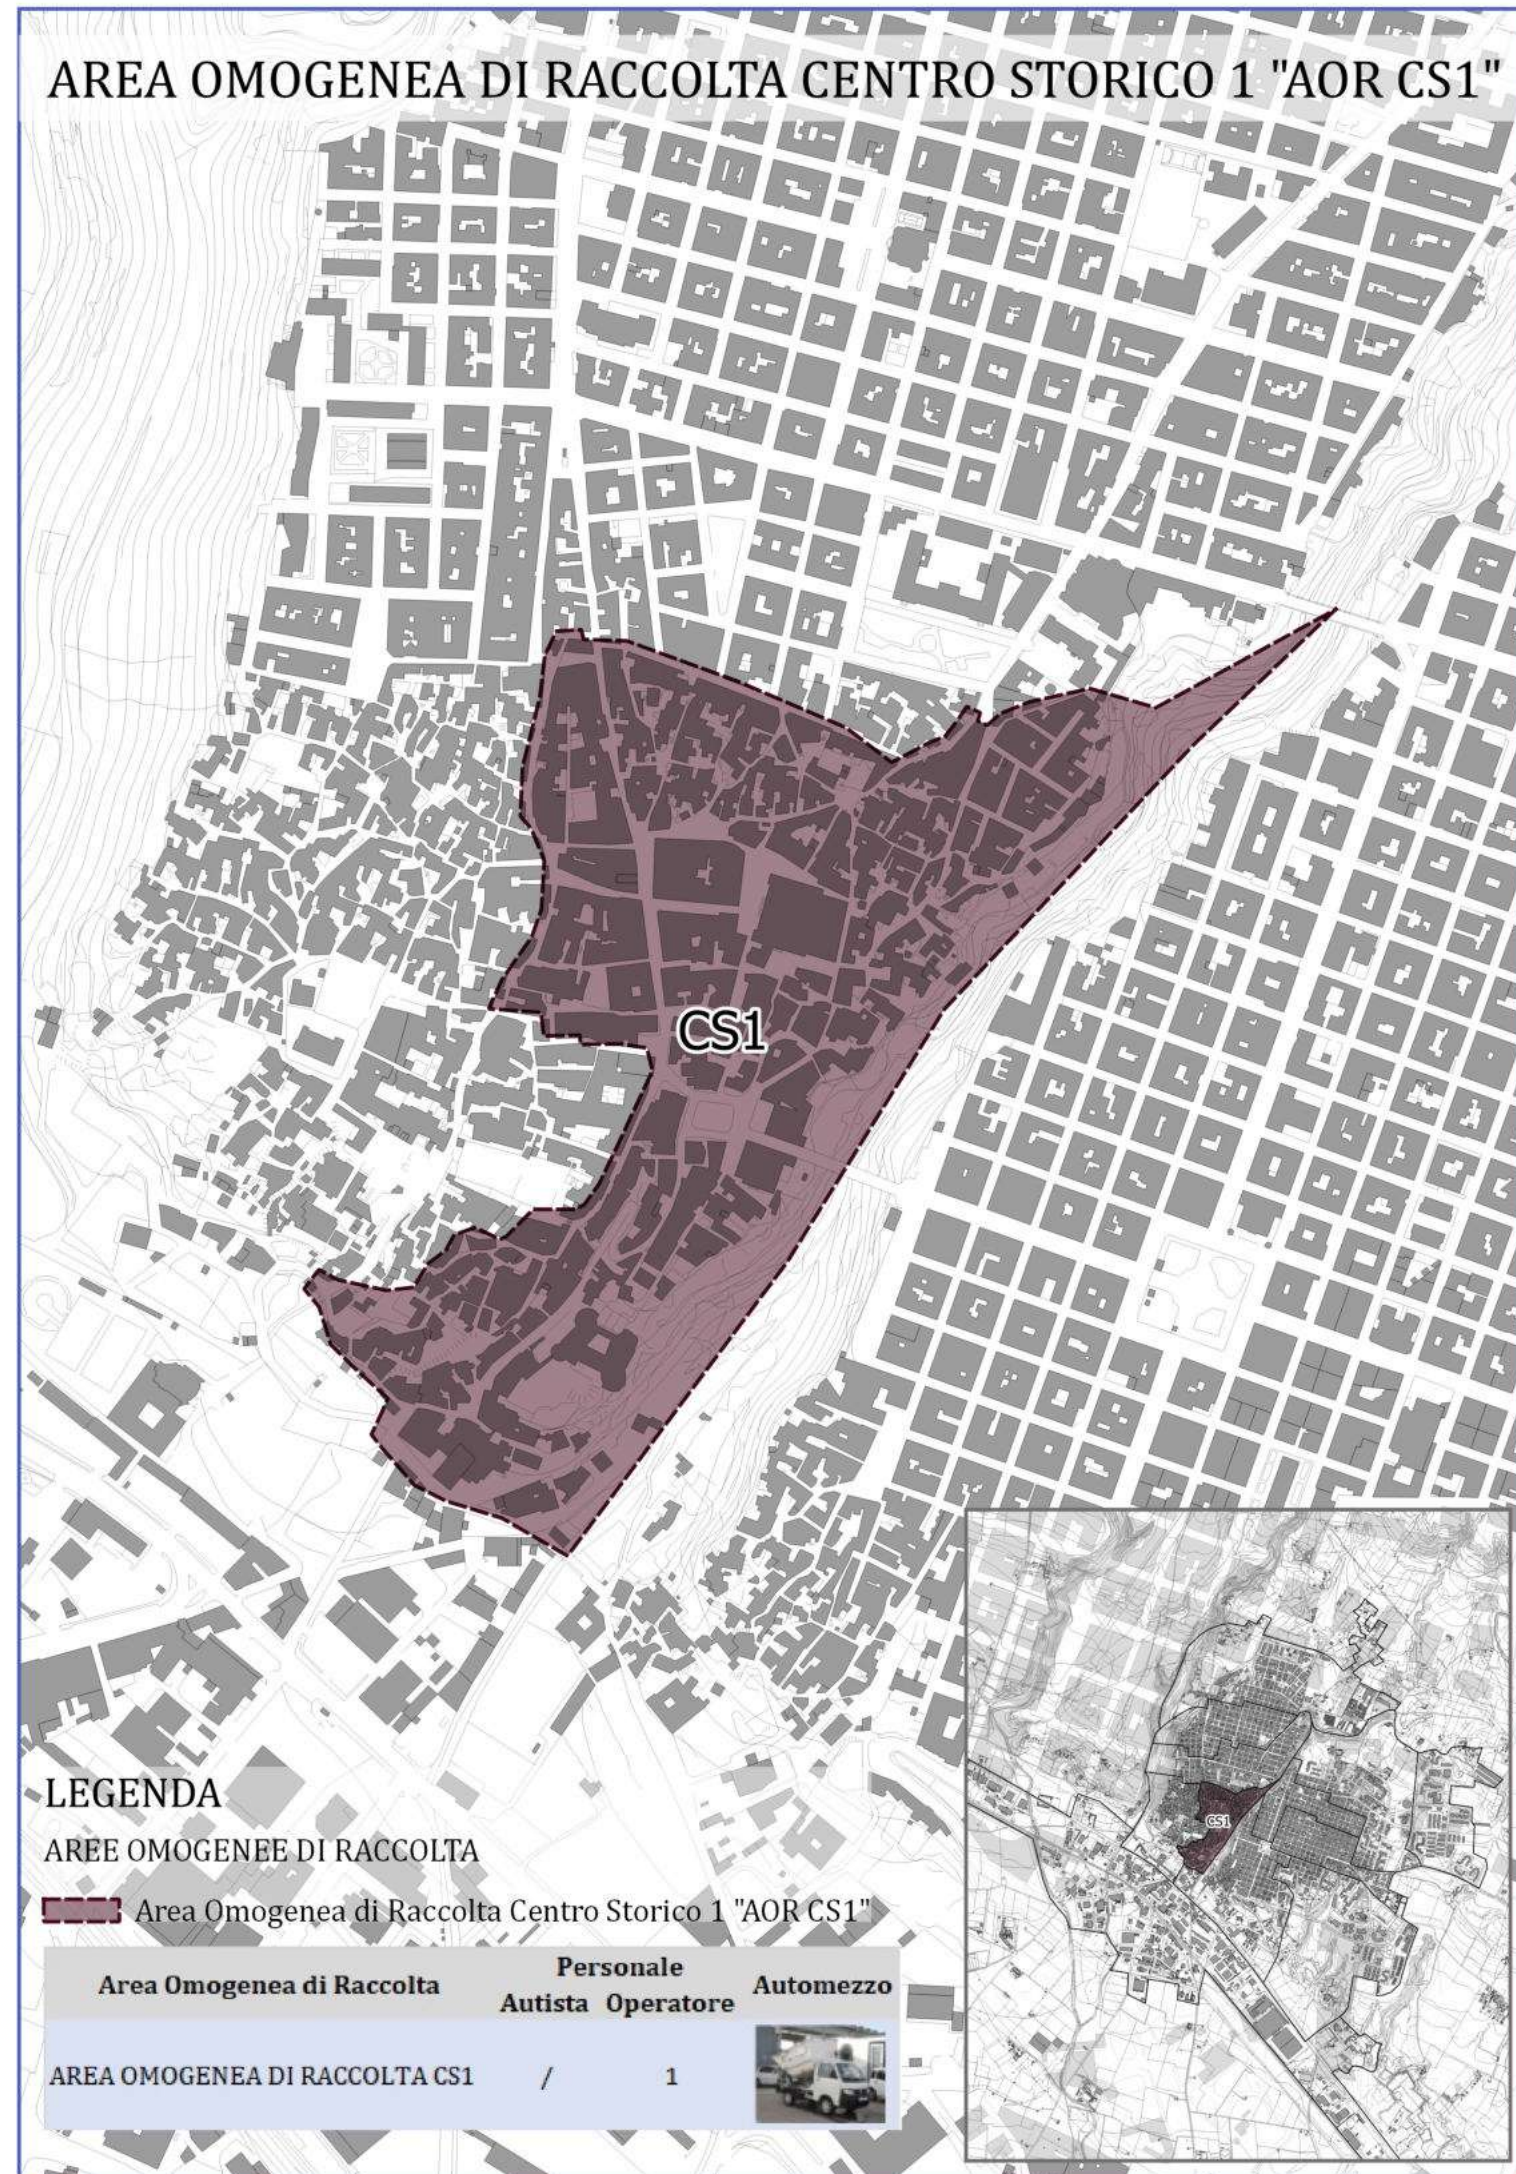 AREA OMOGENEA DI RACCOLTA CENTRO STORICO 1 "AOR CS1"
CS1
CS1
LEGENDA
AREE OMOGENEE DI RACCOLTA
Area Omogenea di Raccolta Centro Storico 1 "AOR CS1"
Area Omogenea di Raccolta Personale Automezzo
Autista Operatore
AREA OMOGENEA DI RACCOLTA CS1 / 1